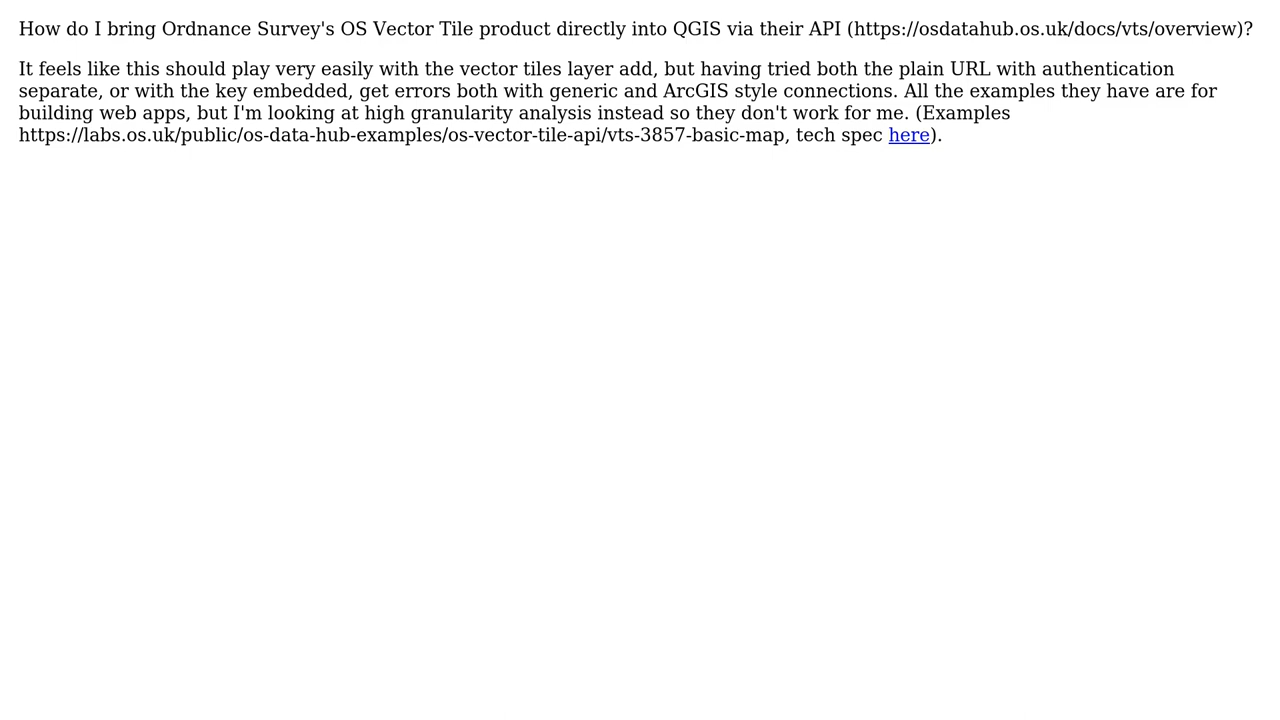 How do I bring Ordnance Survey's OS Vector Tile product directly into QGIS via their API (https://osdatahub.os.uk/docs/vts/overview)?
It feels like this should play very easily with the vector tiles layer add, but having tried both the plain URL with authentication
separate, or with the key embedded, get errors both with generic and ArcGIS style connections. All the examples they have are for
building web apps, but I'm looking at high granularity analysis instead so they don't work for me. (Examples
https://labs.os.uk/public/os-data-hub-examples/os-vector-tile-api/vts-3857-basic-map, tech spec here).